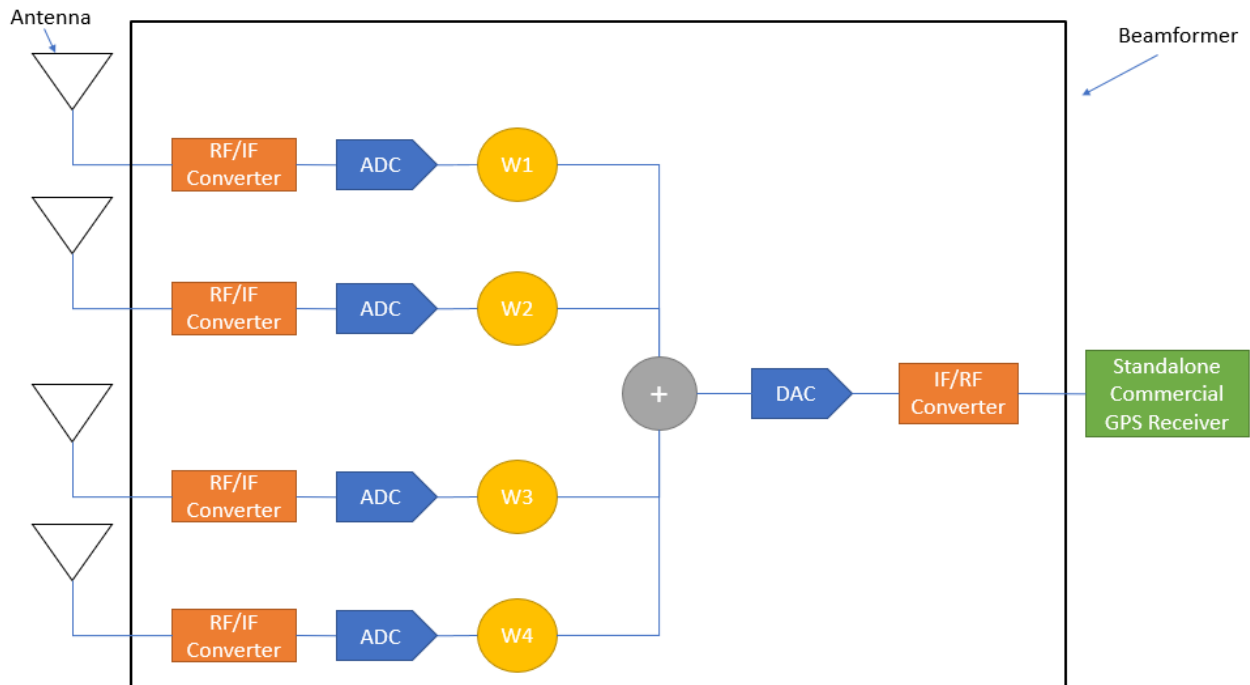 Antenna
Beamformer
RF/IF
Converter
ADC
W1
RF/IF
Converter
ADC
W2
+
DAC
IF/RF
Converter
Standalone
Commercial
GPS Receiver
RF/IF
Converter
ADC
W3
RF/IF
Converter
ADC
W4